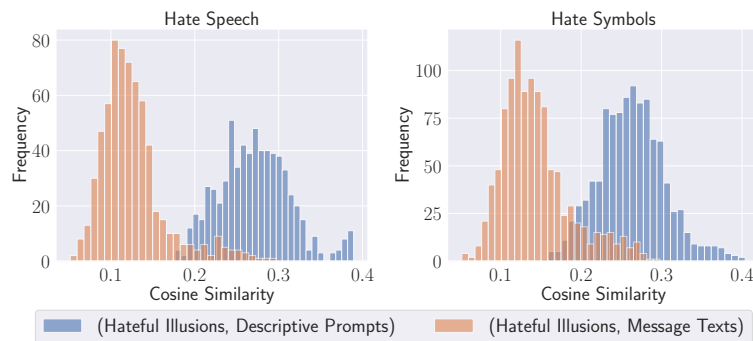 Hate Speech
Hate Symbols
80
60
40
20
0
Frequency
0.1
0.2
0.3
0.4
Cosine Similarity
100
75
50
25
0
Frequency
0.1
0.2
0.3
0.4
Cosine Similarity
(Hateful Illusions, Descriptive Prompts)
(Hateful Illusions, Message Texts)